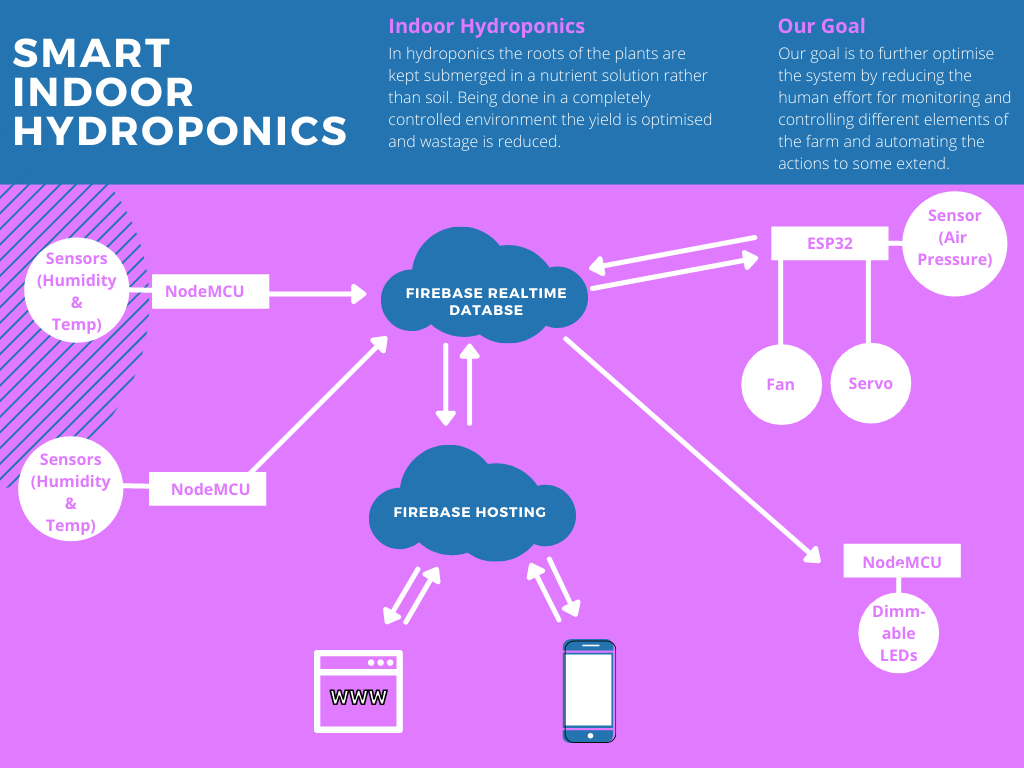 SMART
INDOOR
HYDROPONICS
Indoor Hydroponics
In hydroponics the roots of the plants are
kept submerged in a nutrient solution rather
than soil. Being done in a completely
controlled environment the yield is optimised
and wastage is reduced.
Our Goal
Our goal is to further optimise
the system by reducing the
human effort for monitoring and
controlling different elements of
the farm and automating the
actions to some extend.
Sensors
(Humidity
&
Temp)
NodeMCU
FIREBASE REALTIME
DATABSE
ESP32
Sensor
(Air
Pressure)
Fan
Servo
Sensors
(Humidity
&
Temp)
NodeMCU
FIREBASE HOSTING
NodeMCU
Dimm-
able
LEDs
WWW